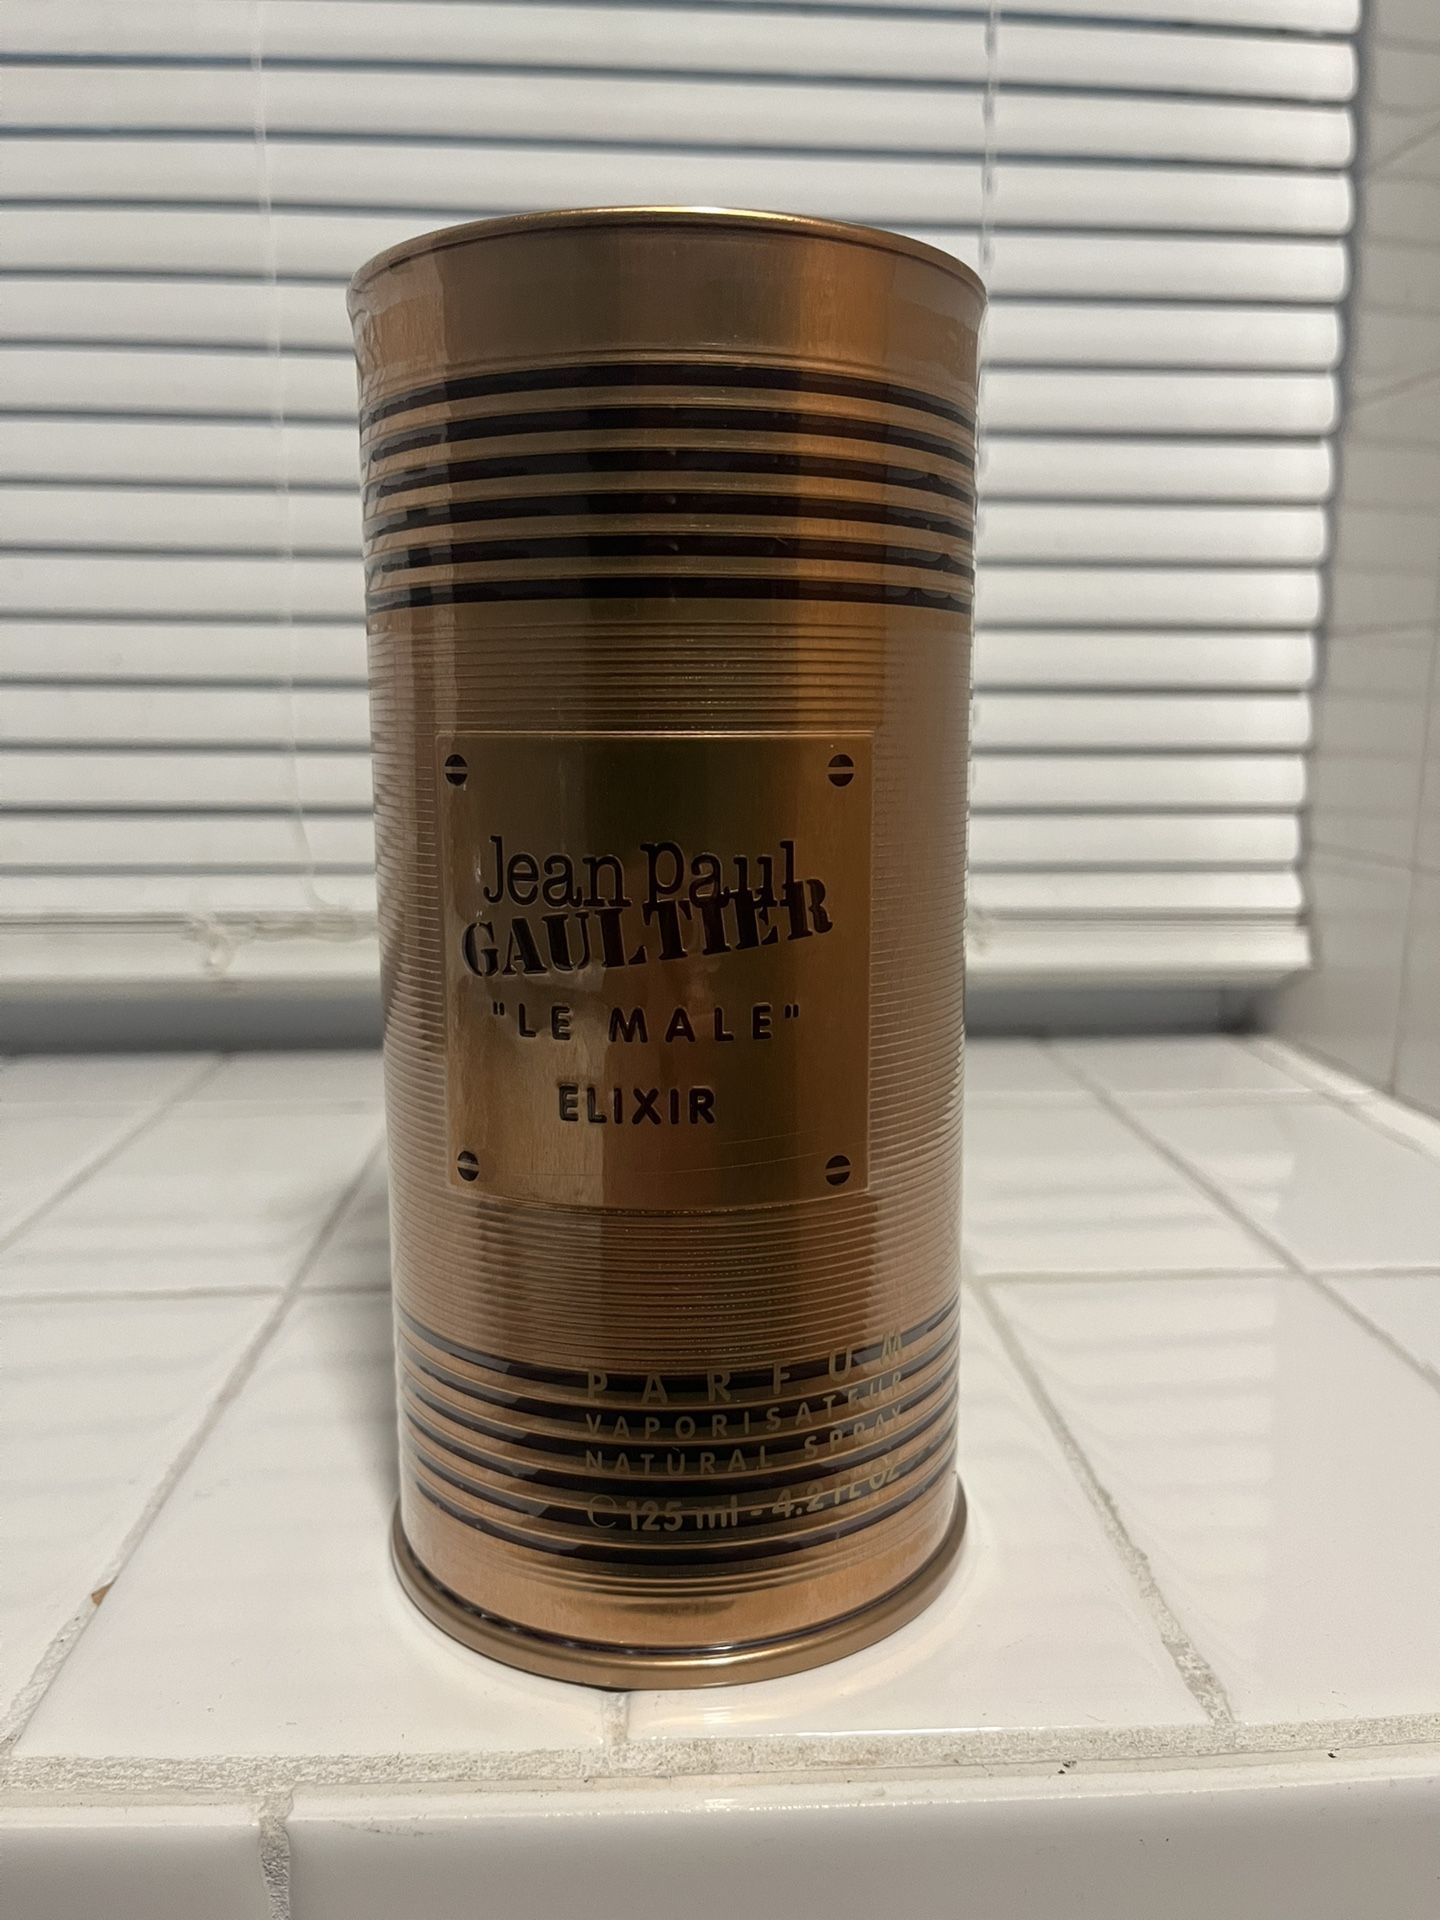 Jean Paul
GAULTIER
"LE MALE"
ELIXIR
PARFUM
VAPORISATEUR
NATURAL SPRAY
℮ 125 ml - 4.2 FL OZ